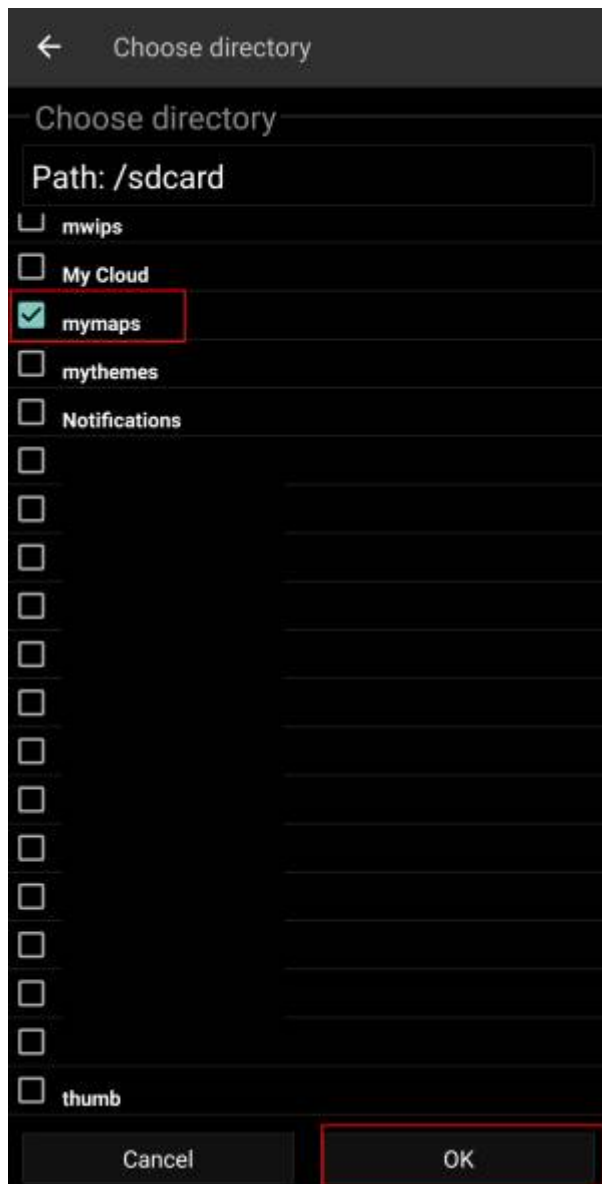 Choose directory
Choose directory
Path: /sdcard
mwips
My Cloud
mymaps
mythemes
Notifications
thumb
Cancel
OK